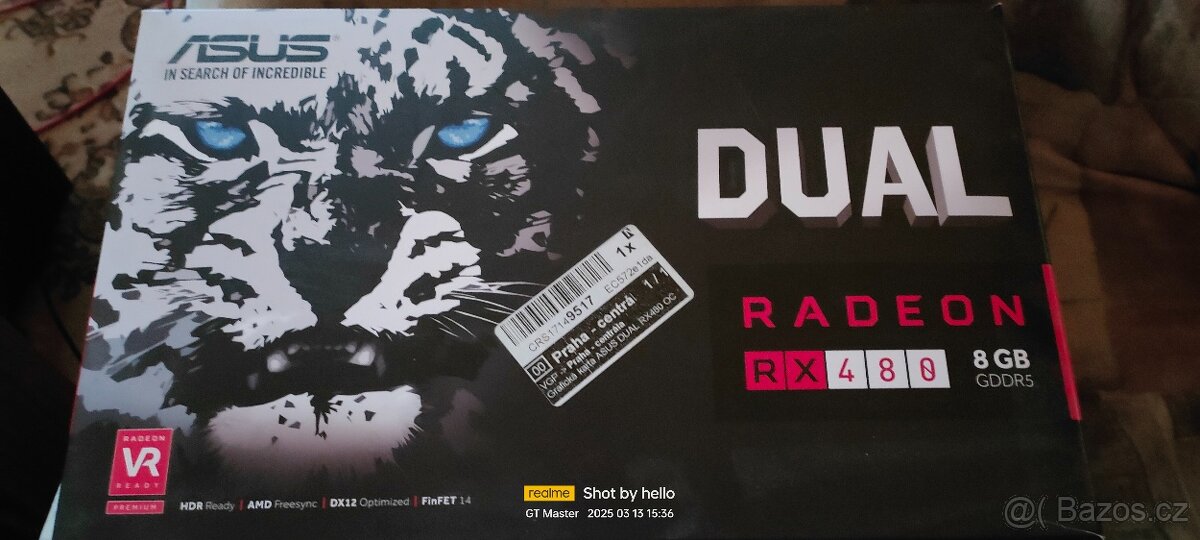 ASUS
IN SEARCH OF INCREDIBLE
DUAL
1x
CRS17149517 EC572e1da
00 Praha - centrál 1/1
VGP -> Praha - centrála
Grafická karta ASUS DUAL RX480 OC
RADEON
RX 480
8 GB
GDDR5
RADEON
VR
READY
PREMIUM
HDR Ready | AMD Freesync | DX12 Optimized | FinFET 14
realme Shot by hello
GT Master 2025 03 13 15:36
@( Bazos.cz